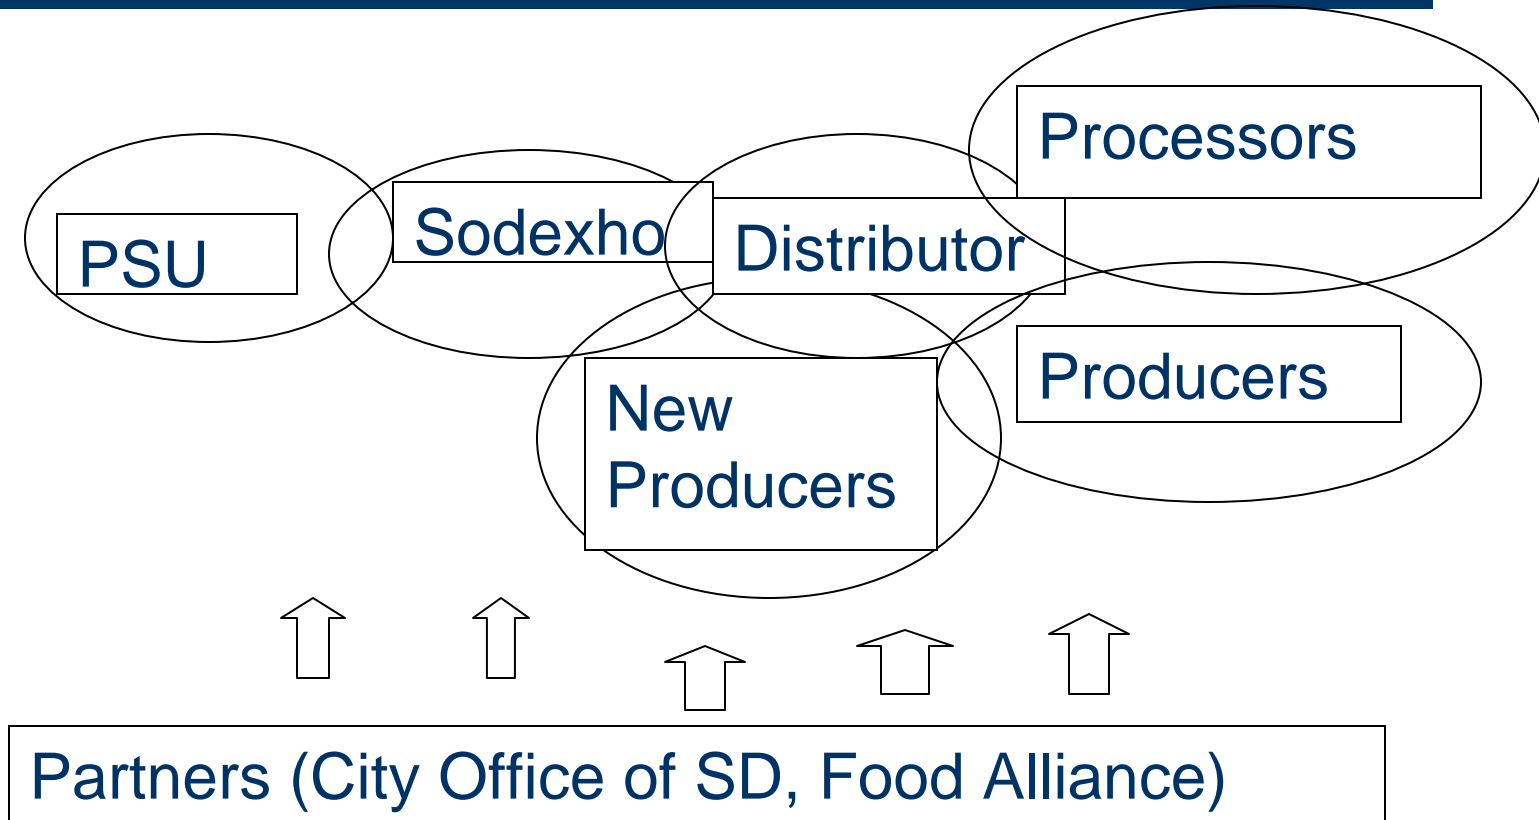 Processors
PSU
Sodexho
Distributor
Producers
New
Producers
Partners (City Office of SD, Food Alliance)